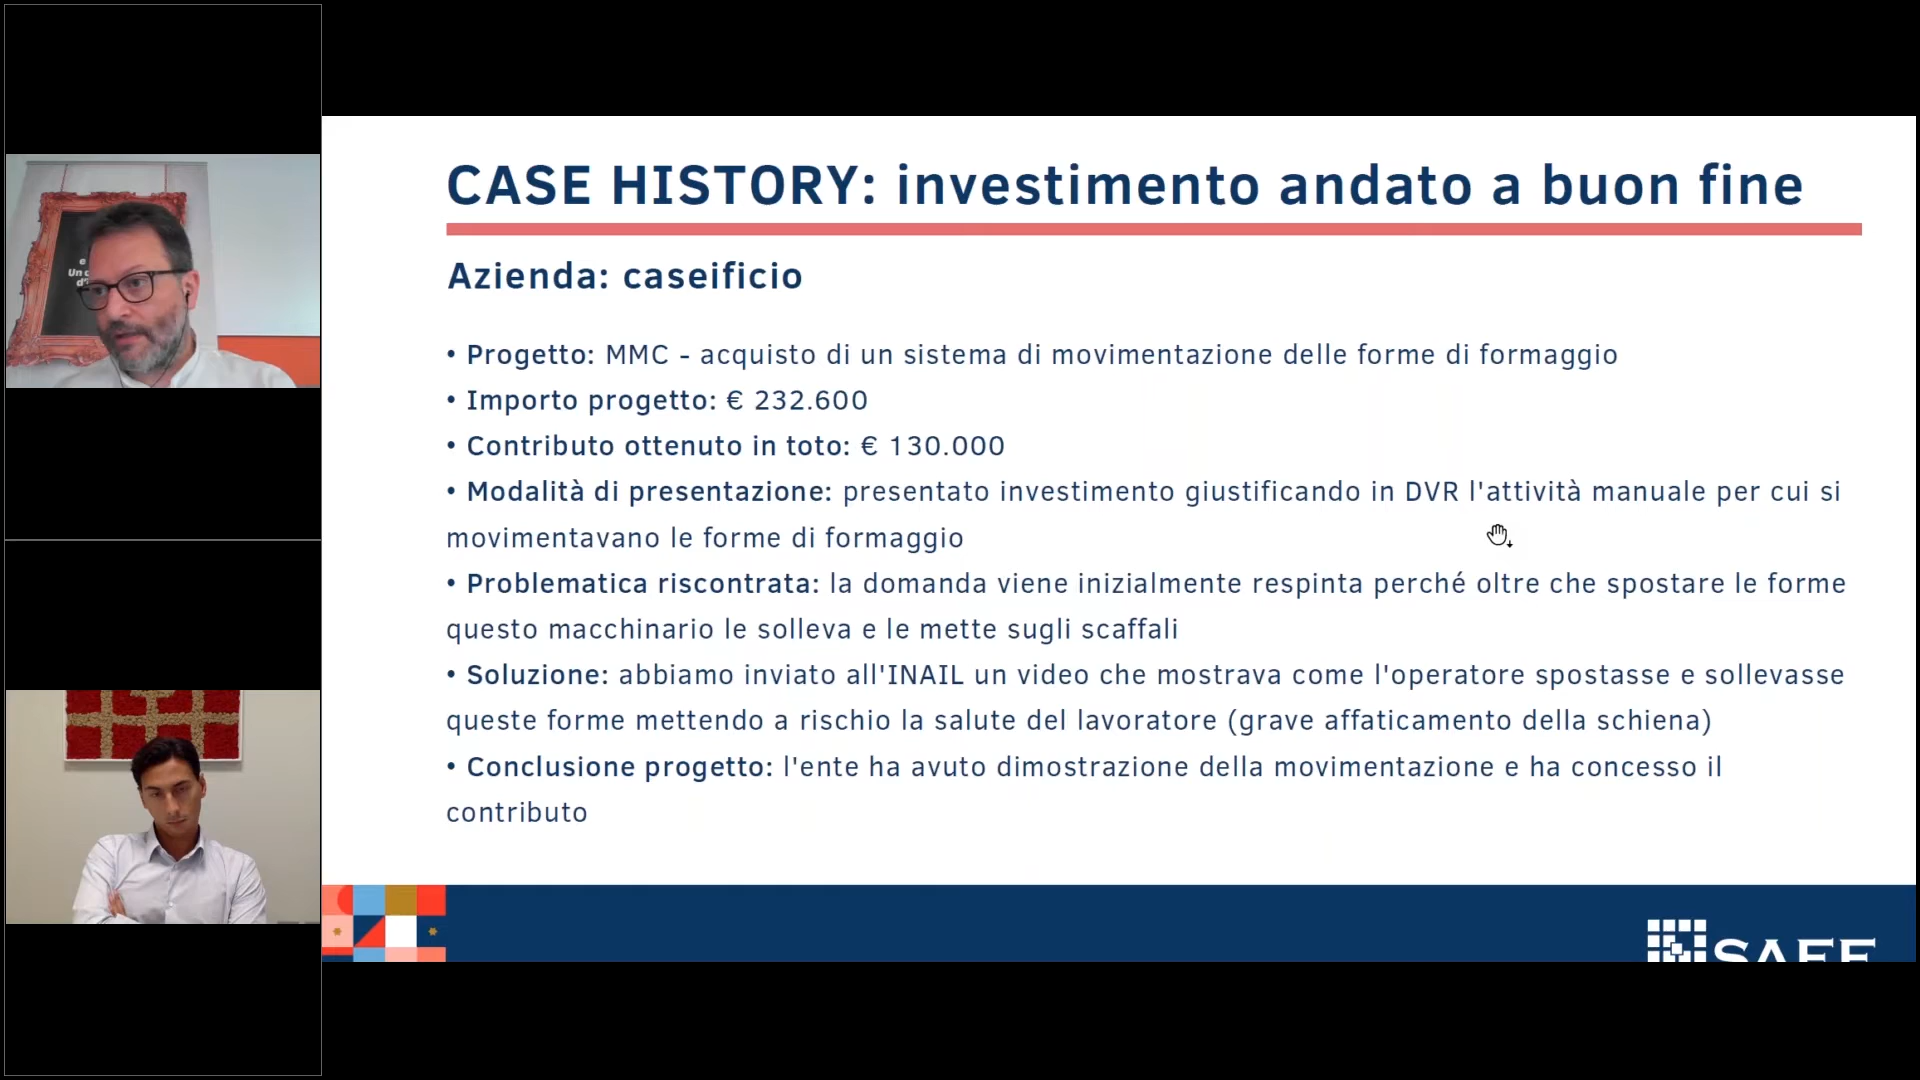 CASE HISTORY: investimento andato a buon fine
Azienda: caseificio
• Progetto: MMC - acquisto di un sistema di movimentazione delle forme di formaggio
• Importo progetto: € 232.600
• Contributo ottenuto in toto: € 130.000
• Modalità di presentazione: presentato investimento giustificando in DVR l'attività manuale per cui si
movimentavano le forme di formaggio
• Problematica riscontrata: la domanda viene inizialmente respinta perché oltre che spostare le forme
questo macchinario le solleva e le mette sugli scaffali
• Soluzione: abbiamo inviato all'INAIL un video che mostrava come l'operatore spostasse e sollevasse
queste forme mettendo a rischio la salute del lavoratore (grave affaticamento della schiena)
• Conclusione progetto: l'ente ha avuto dimostrazione della movimentazione e ha concesso il
contributo